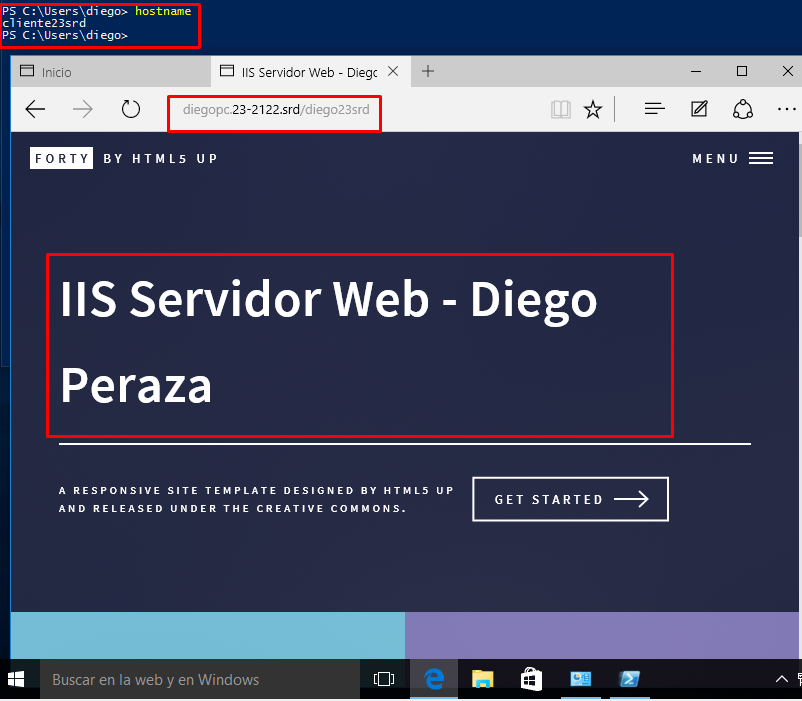 PS C:\Users\diego> hostname
cliente23srd
PS C:\Users\diego>
Inicio
IIS Servidor Web - Diego
diegopc.23-2122.srd/diego23srd
FORTY BY HTML5 UP
MENU
IIS Servidor Web - Diego
Peraza
A RESPONSIVE SITE TEMPLATE DESIGNED BY HTML5 UP
AND RELEASED UNDER THE CREATIVE COMMONS.
GET STARTED
Buscar en la web y en Windows